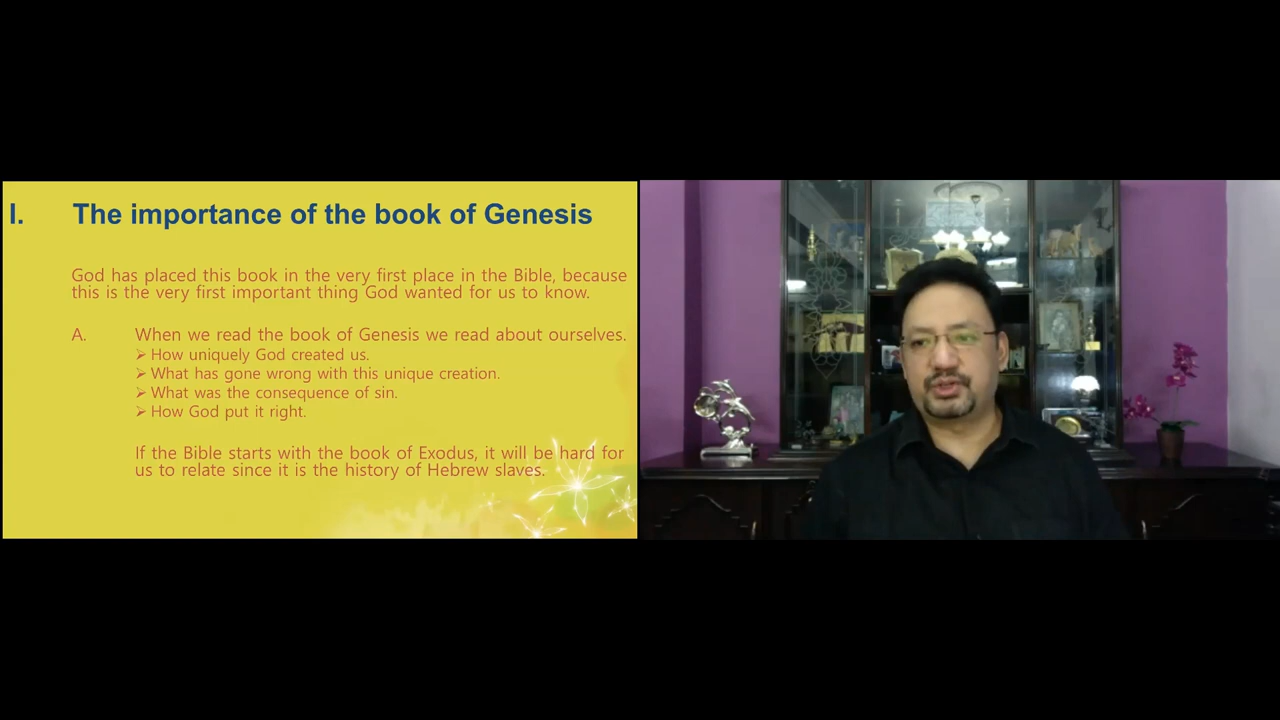 I. The importance of the book of Genesis
God has placed this book in the very first place in the Bible, because
this is the very first important thing God wanted for us to know.
A. When we read the book of Genesis we read about ourselves.
➢ How uniquely God created us.
➢ What has gone wrong with this unique creation.
➢ What was the consequence of sin.
➢ How God put it right.
If the Bible starts with the book of Exodus, it will be hard for
us to relate since it is the history of Hebrew slaves.